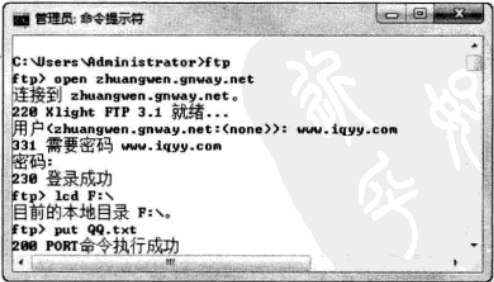 管理员: 命令提示符
C:\Users\Administrator>ftp
ftp> open zhuangwen.gnway.net
连接到 zhuangwen.gnway.net。
220 Xlight FTP 3.1 就绪...
用户(zhuangwen.gnway.net:(none)): www.iqyy.com
331 需要密码 www.iqyy.com
密码:
230 登录成功
ftp> lcd F:\
目前的本地目录 F:\。
ftp> put QQ.txt
200 PORT命令执行成功